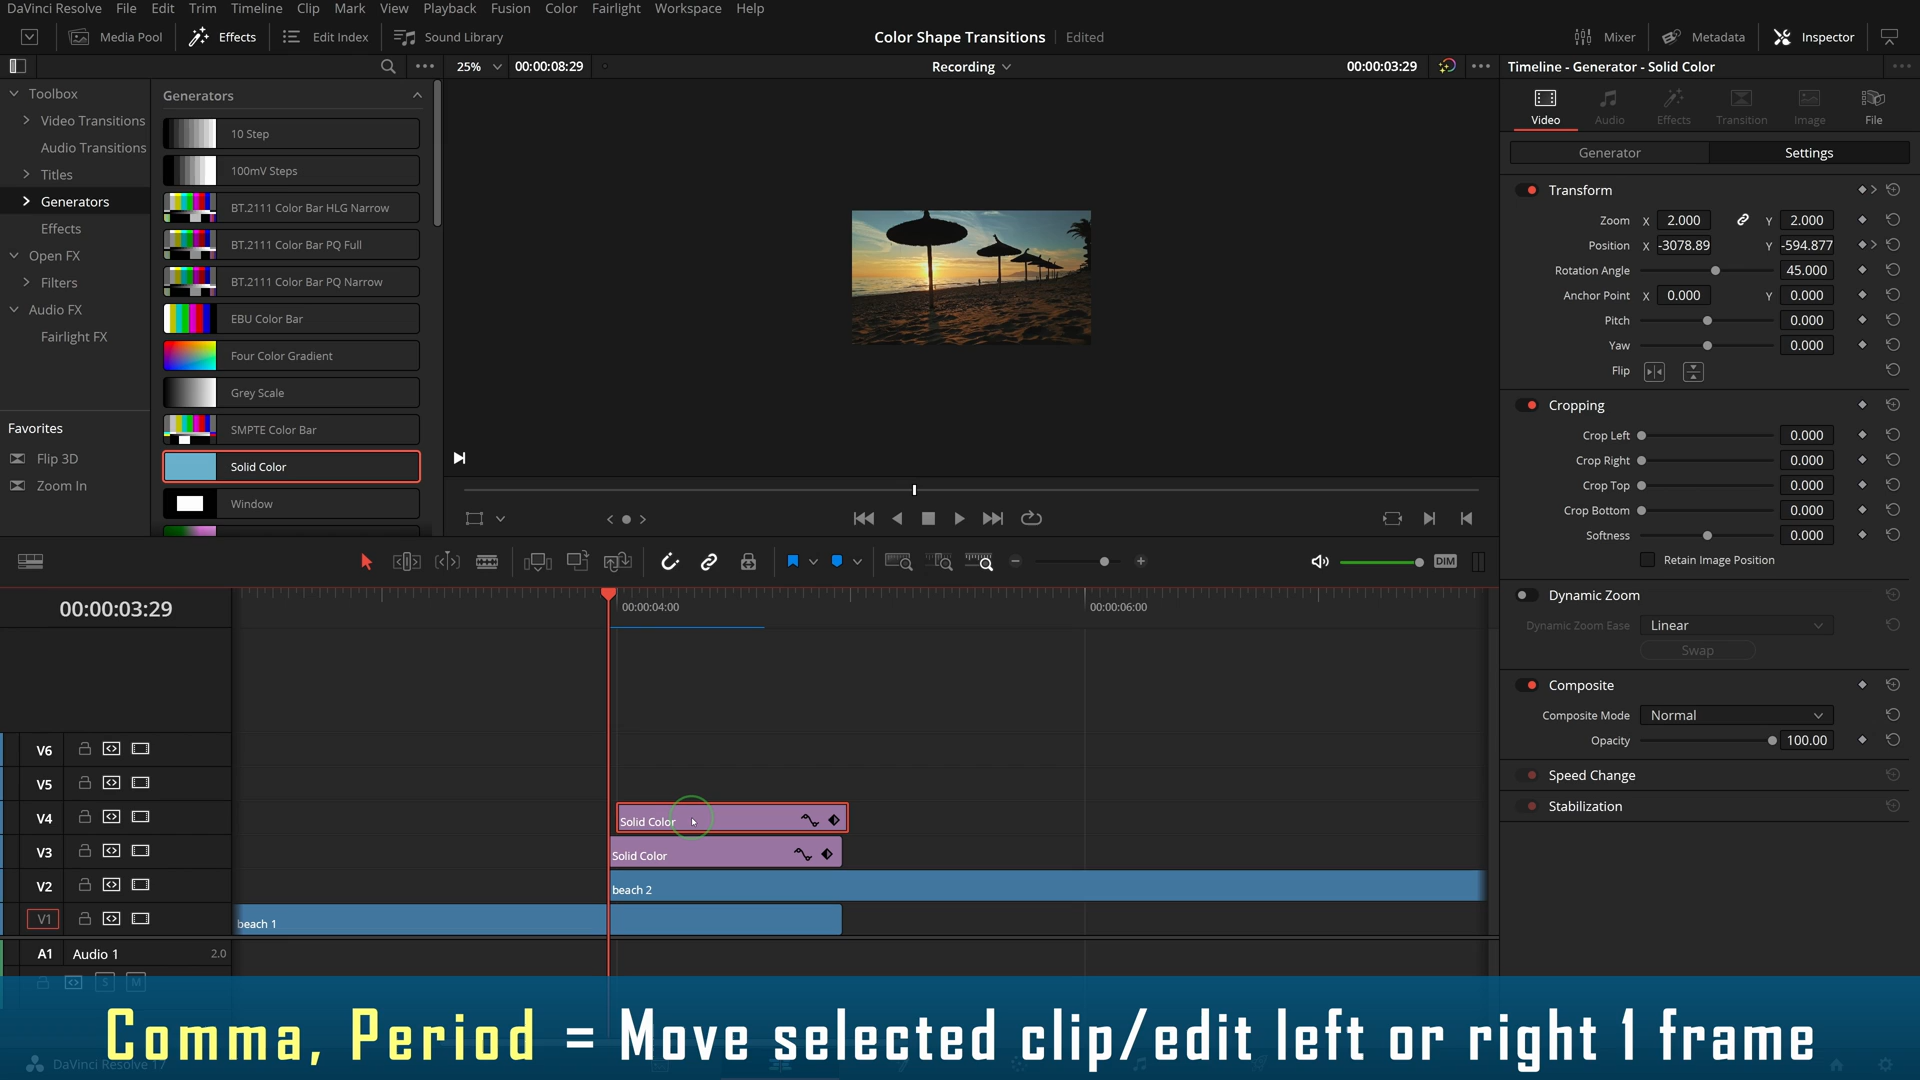 DaVinci Resolve File Edit Trim Timeline Clip Mark View Playback Fusion Color Fairlight Workspace Help
Media Pool Effects Edit Index Sound Library Color Shape Transitions Edited Mixer Metadata Inspector
25% 00:00:08:29 Recording 00:00:03:29 Timeline - Generator - Solid Color
Toolbox
Video Transitions
Audio Transitions
Titles
Generators
Effects
Open FX
Filters
Audio FX
Fairlight FX
Favorites
Flip 3D
Zoom In
Generators
10 Step
100mV Steps
BT.2111 Color Bar HLG Narrow
BT.2111 Color Bar PQ Full
BT.2111 Color Bar PQ Narrow
EBU Color Bar
Four Color Gradient
Grey Scale
SMPTE Color Bar
Solid Color
Window
Video Audio Effects Transition Image File
Generator Settings
Transform
Zoom X 2.000 Y 2.000
Position X -3078.89 Y -594.877
Rotation Angle 45.000
Anchor Point X 0.000 Y 0.000
Pitch 0.000
Yaw 0.000
Flip
Cropping
Crop Left 0.000
Crop Right 0.000
Crop Top 0.000
Crop Bottom 0.000
Softness 0.000
Retain Image Position
Dynamic Zoom
Dynamic Zoom Ease Linear
Swap
Composite
Composite Mode Normal
Opacity 100.00
Speed Change
Stabilization
DIM
00:00:03:29 00:00:04:00 00:00:06:00
V6
V5
V4 Solid Color
V3 Solid Color
V2 beach 2
V1 beach 1
A1 Audio 1 2.0
S M
Comma, Period = Move selected clip/edit left or right 1 frame
DaVinci Resolve 17